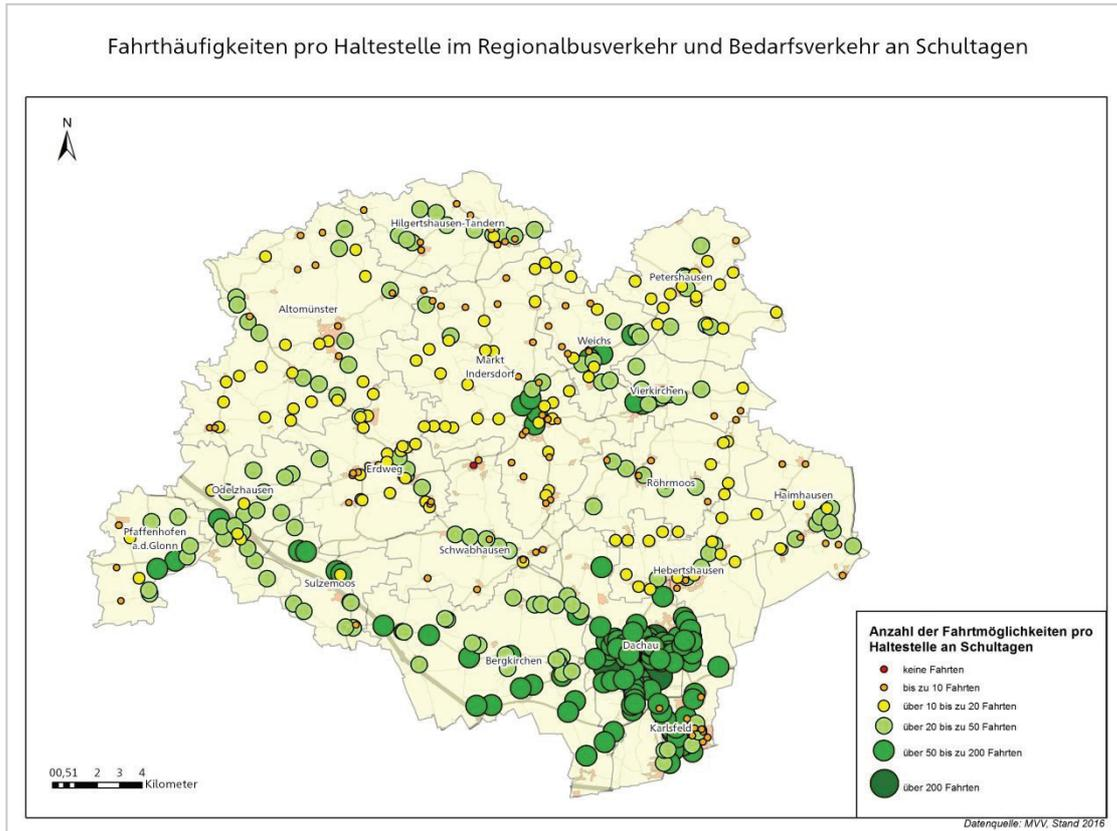 Fahrthäufigkeiten pro Haltestelle im Regionalbusverkehr und Bedarfsverkehr an Schultagen
N
Hilgertshausen-Tandern
Petershausen
Altomünster
Weichs
Markt
Indersdorf
Vierkirchen
Erdweg
Röhrmoos
Odelzhausen
Haimhausen
Pfaffenhofen
a.d.Glonn
Schwabhausen
Hebertshausen
Sulzemoos
Dachau
Bergkirchen
Karlsfeld
Anzahl der Fahrtmöglichkeiten pro
Haltestelle an Schultagen
keine Fahrten
bis zu 10 Fahrten
über 10 bis zu 20 Fahrten
über 20 bis zu 50 Fahrten
über 50 bis zu 200 Fahrten
über 200 Fahrten
00,51 2 3 4
Kilometer
Datenquelle: MVV, Stand 2016